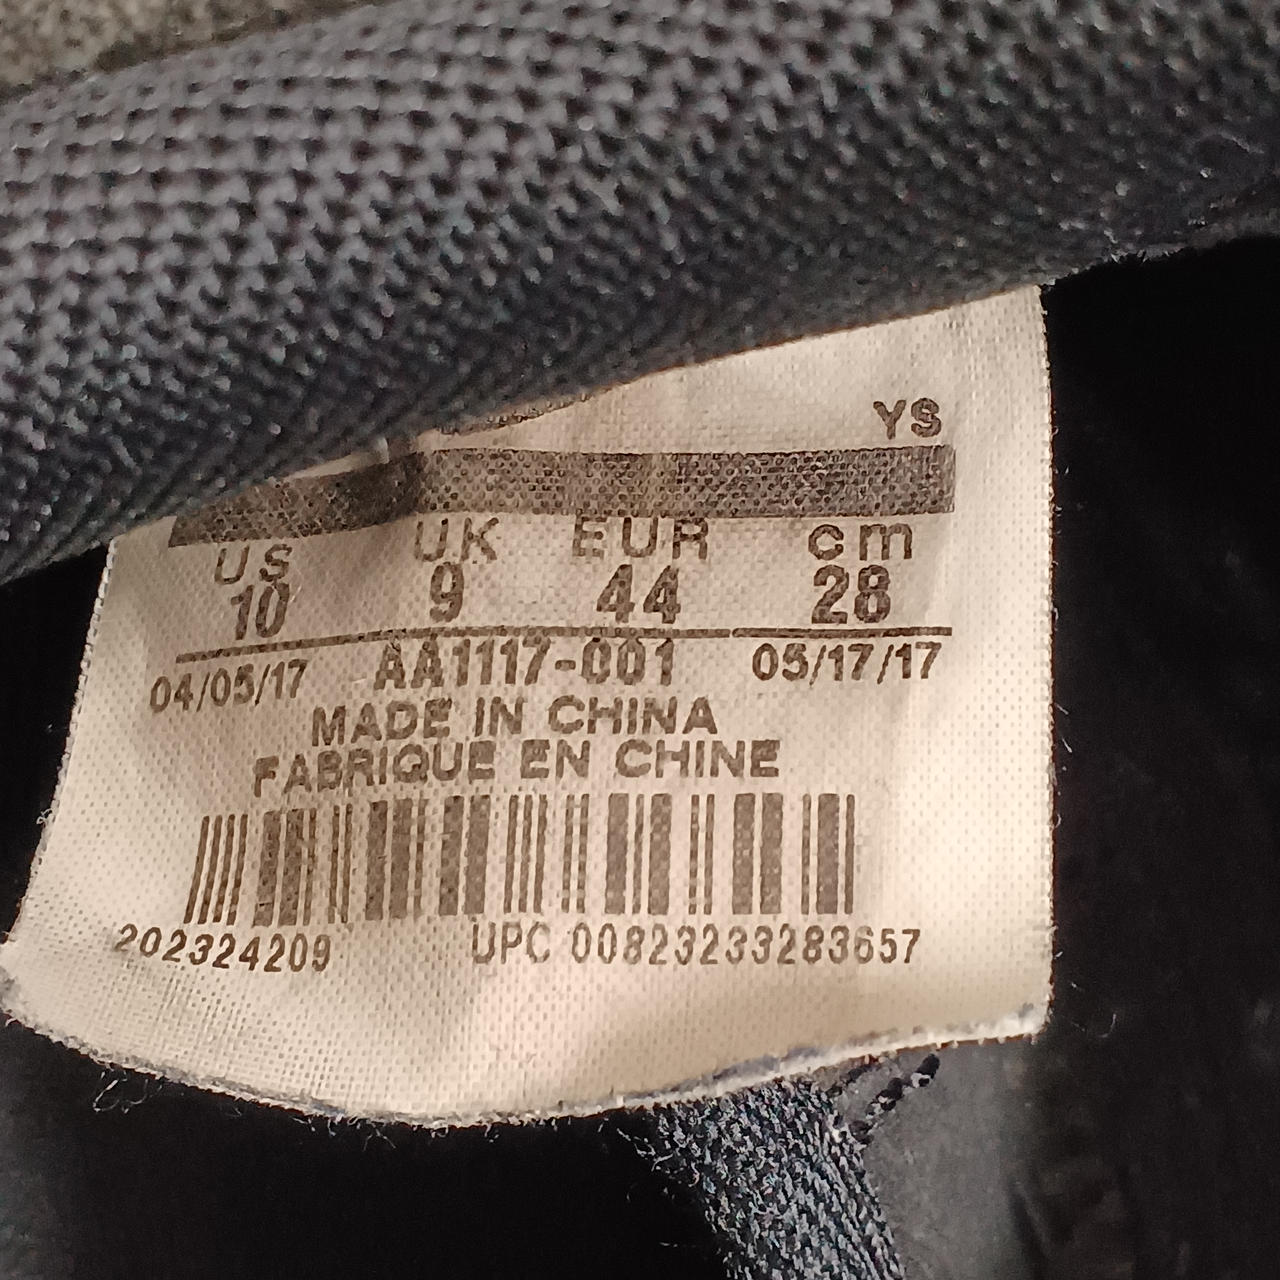 YS
US UK EUR cm
10 9 44 28
04/05/17 AA1117-001 05/17/17
MADE IN CHINA
FABRIQUE EN CHINE
202324209 UPC 00823233283657